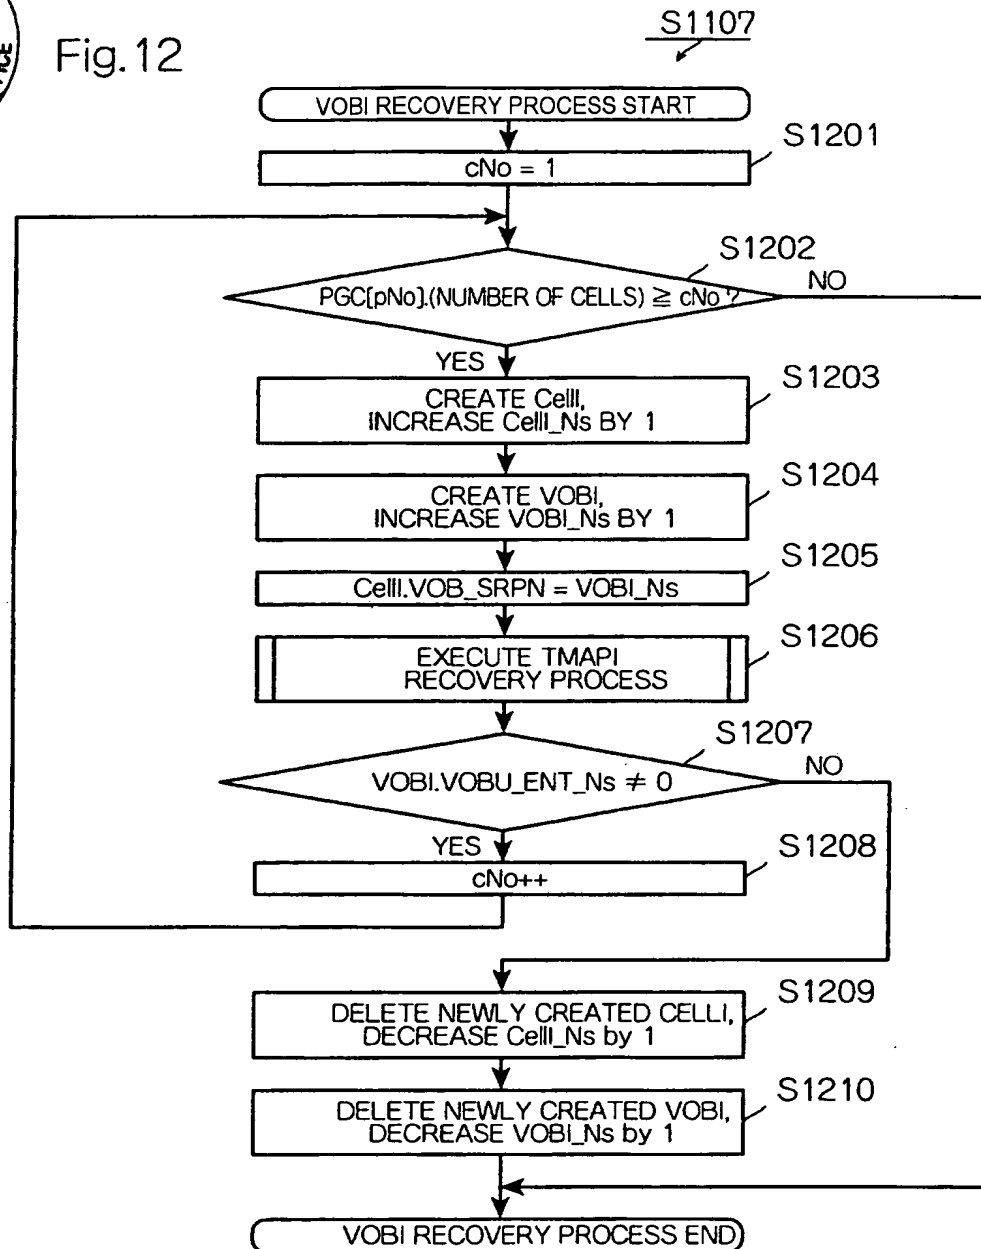 S1107
Fig.12
VOBI RECOVERY PROCESS START
S1201
cNo = 1
S1202
PGC[pNo].(NUMBER OF CELLS) ≧ cNo ?
NO
YES
S1203
CREATE CellI,
INCREASE CellI_Ns BY 1
S1204
CREATE VOBI,
INCREASE VOBI_Ns BY 1
S1205
CellI.VOB_SRPN = VOBI_Ns
S1206
EXECUTE TMAPI
RECOVERY PROCESS
S1207
VOBI.VOBU_ENT_Ns ≠ 0
NO
YES
S1208
cNo++
S1209
DELETE NEWLY CREATED CELLI,
DECREASE CellI_Ns by 1
S1210
DELETE NEWLY CREATED VOBI,
DECREASE VOBI_Ns by 1
VOBI RECOVERY PROCESS END